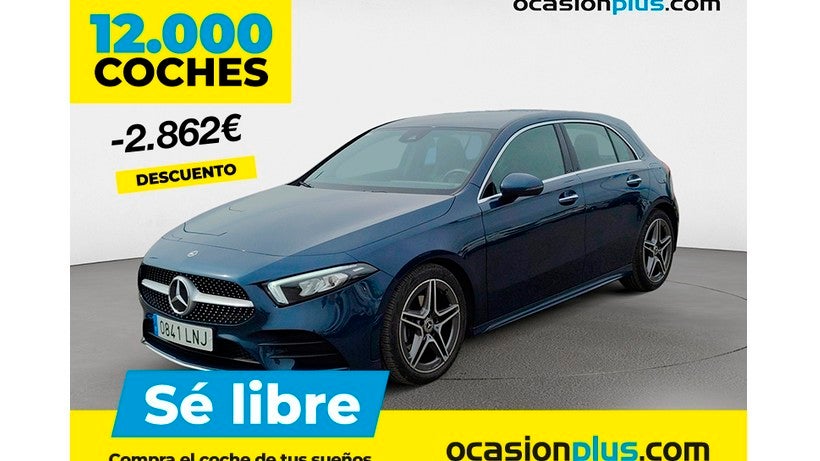 12.000
ocasionplus.com
COCHES
-2.862€
DESCUENTO
0841 LNJ
Sé libre
Compra el coche de tus sueños
ocasionplus.com